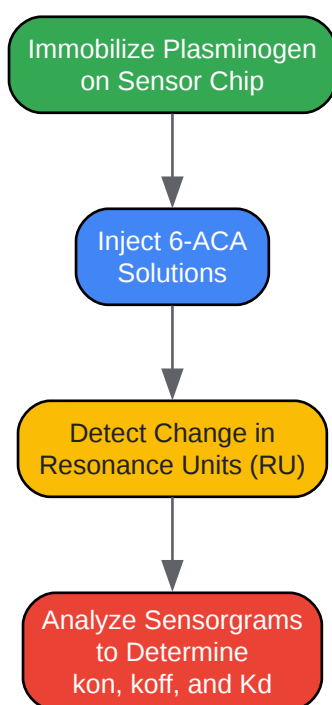 Immobilize Plasminogen
on Sensor Chip
Inject 6-ACA
Solutions
Detect Change in
Resonance Units (RU)
Analyze Sensorgrams
to Determine
kon, koff, and Kd